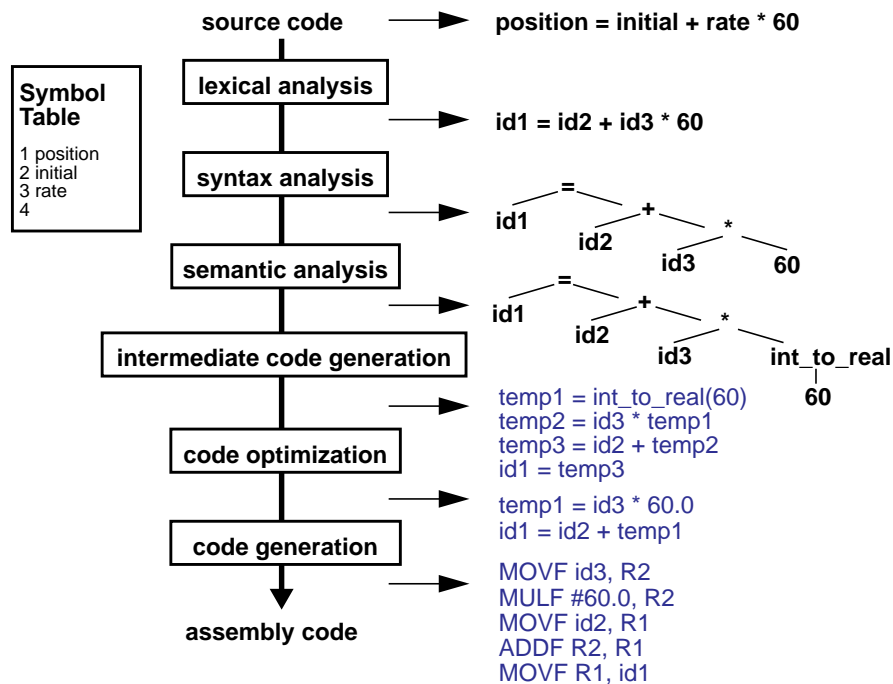 source code
position = initial + rate * 60
lexical analysis
Symbol
Table
1 position
2 initial
3 rate
4
id1 = id2 + id3 * 60
syntax analysis
=
id1
+
id2
*
id3
60
semantic analysis
=
id1
+
id2
*
id3
int_to_real
60
intermediate code generation
temp1 = int_to_real(60)
temp2 = id3 * temp1
temp3 = id2 + temp2
id1 = temp3
code optimization
temp1 = id3 * 60.0
id1 = id2 + temp1
code generation
MOVF id3, R2
MULF #60.0, R2
MOVF id2, R1
ADDF R2, R1
MOVF R1, id1
assembly code